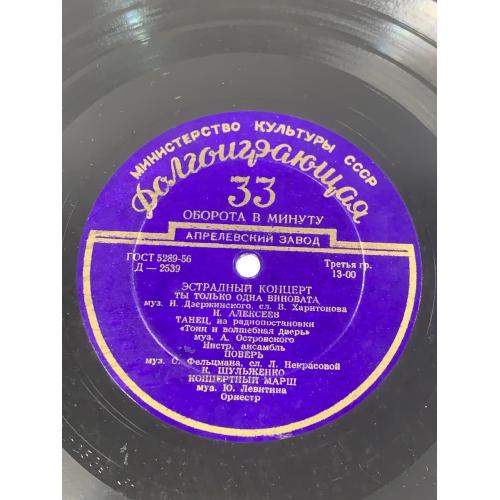 МИНИСТЕРСТВО КУЛЬТУРЫ СССР
Долгоиграющая
33
ОБОРОТА В МИНУТУ
АПРЕЛЕВСКИЙ ЗАВОД
ГОСТ 5289-56
Д — 2539
Третья гр.
13-00
ЭСТРАДНЫЙ КОНЦЕРТ
ТЫ ТОЛЬКО ОДНА ВИНОВАТА
муз. И. Дзержинского, сл. В. Харитонова
И. АЛЕКСЕЕВ
ТАНЕЦ, из радиопостановки
«Тони и волшебная дверь»
муз. А. Островского
Инстр. ансамбль
ПОВЕРЬ
муз. О. Фельцмана, сл. Л. Некрасовой
К. ШУЛЬЖЕНКО
КОНЦЕРТНЫЙ МАРШ
муз. Ю. Левитина
Оркестр